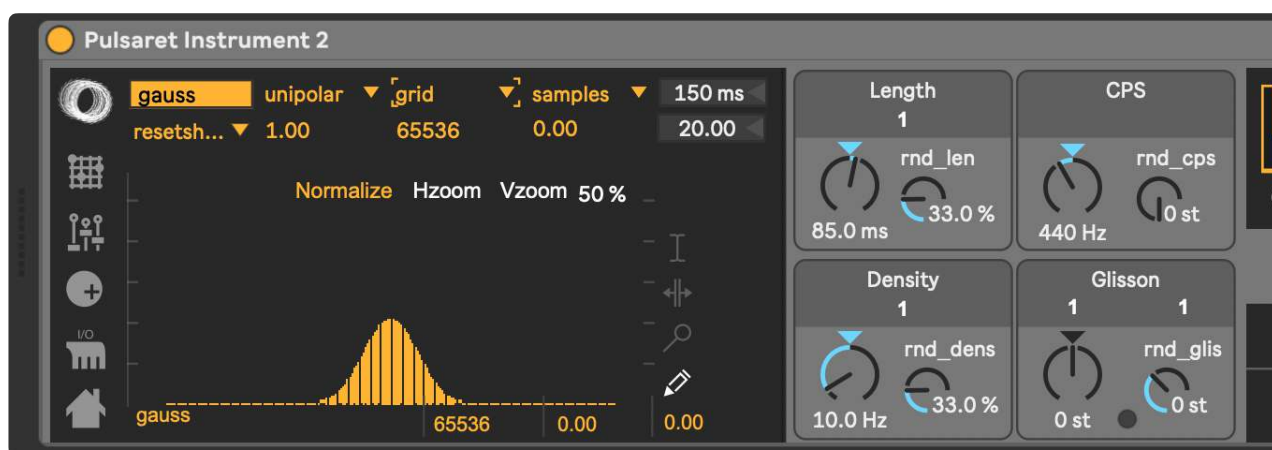 Pulsaret Instrument 2
gauss unipolar grid samples 150 ms
resetsh... 1.00 65536 0.00 20.00
Normalize Hzoom Vzoom 50 %
I/O
gauss 65536 0.00 0.00
Length
1
rnd_len
33.0 %
85.0 ms
CPS
rnd_cps
0 st
440 Hz
Density
1
rnd_dens
33.0 %
10.0 Hz
Glisson
1 1
rnd_glis
0 st
0 st